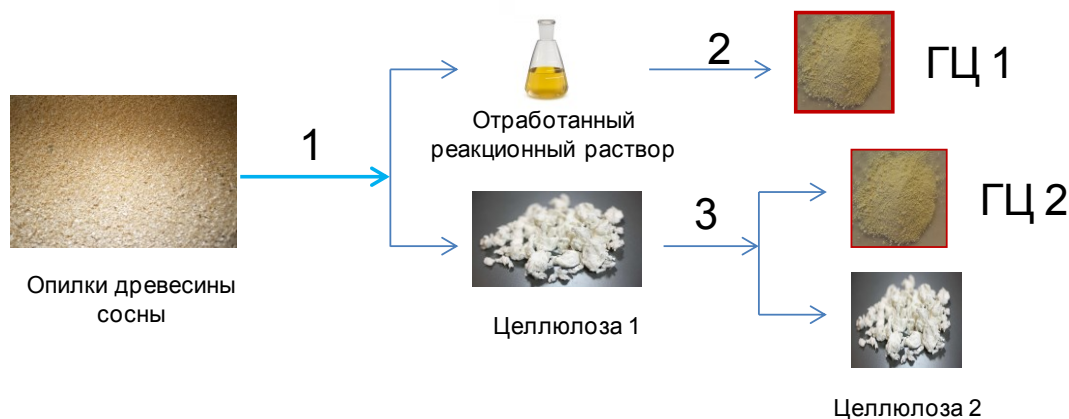 2
ГЦ 1
Отработанный
реакционный раствор
1
3
ГЦ 2
Опилки древесины
сосны
Целлюлоза 1
Целлюлоза 2